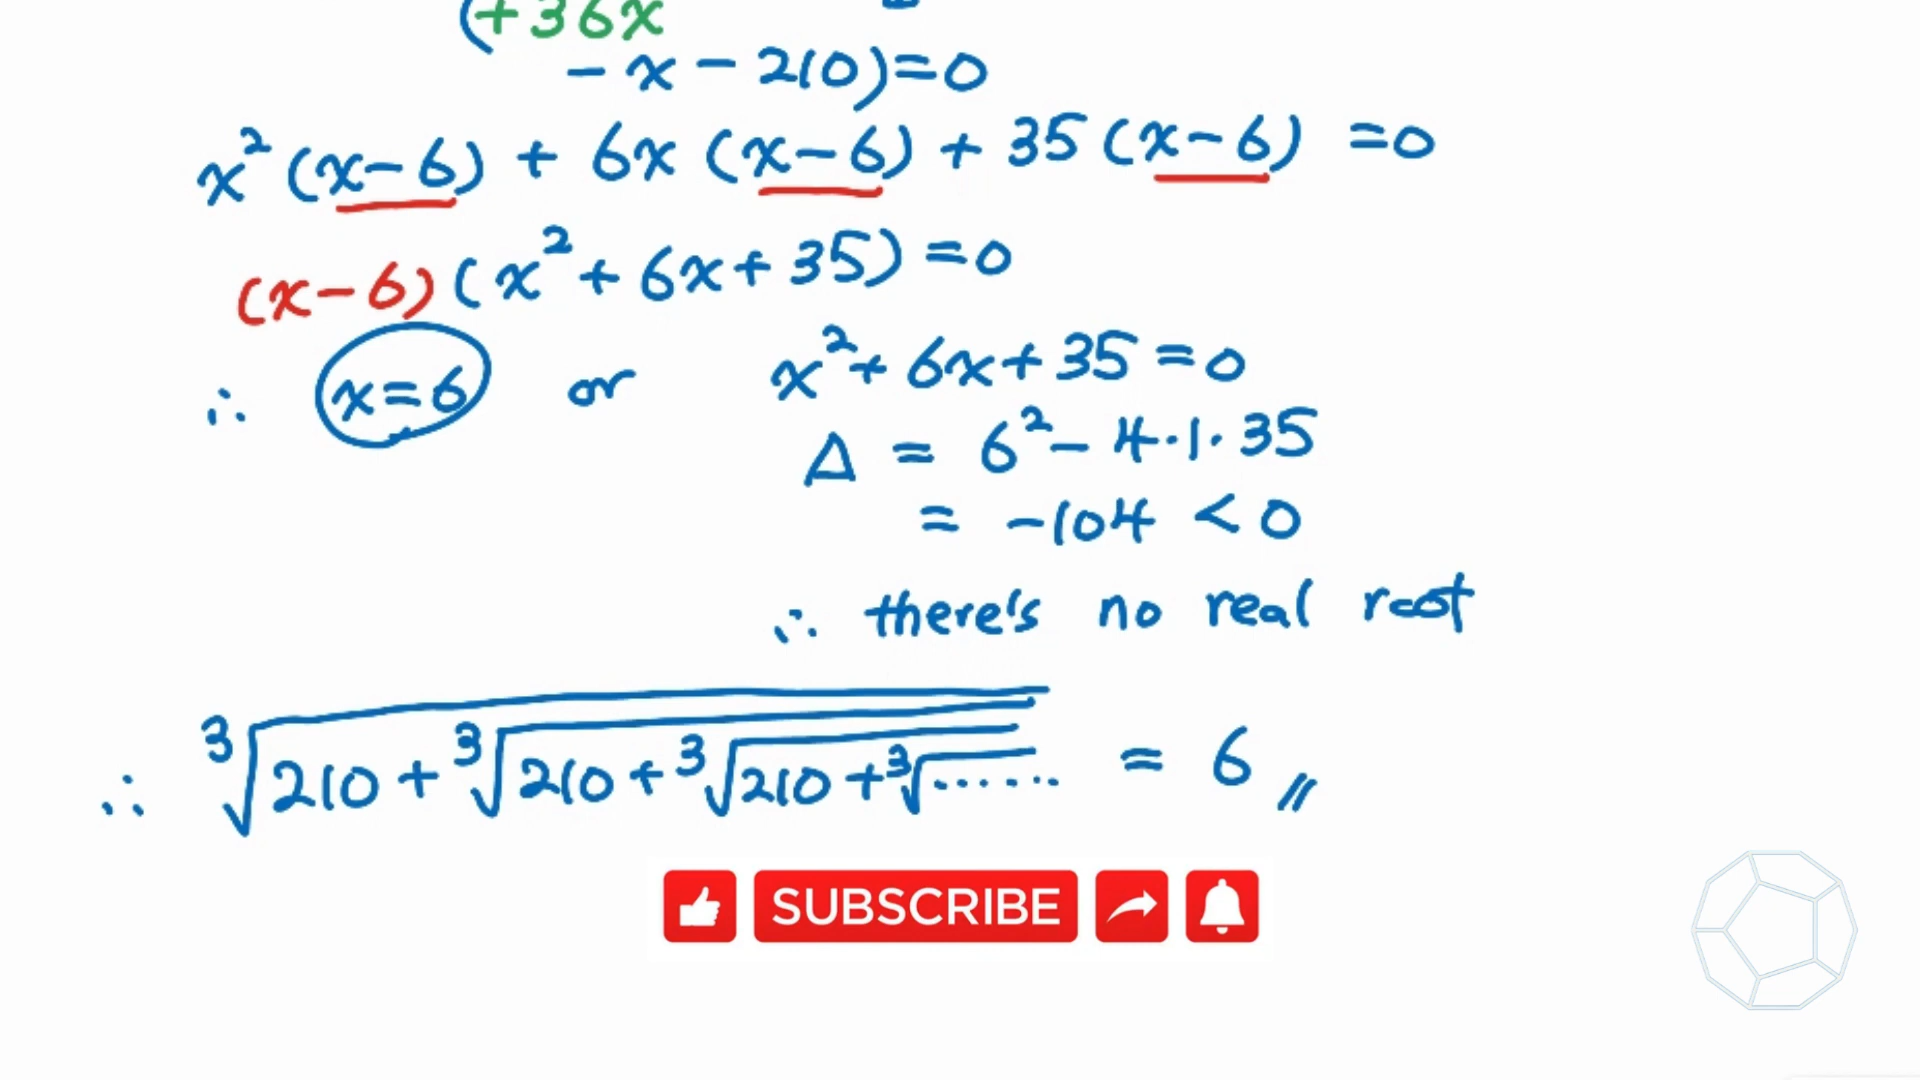 (+36x
-x-210)=0
x²(x-6) + 6x(x-6) + 35(x-6) =0
(x-6)(x²+6x+35)=0
∴ x=6 or x²+6x+35=0
Δ = 6²-4·1·35
= -104 < 0
∴ there's no real root
∴ ∛(210+∛(210+∛(210+∛(...... = 6 //
SUBSCRIBE